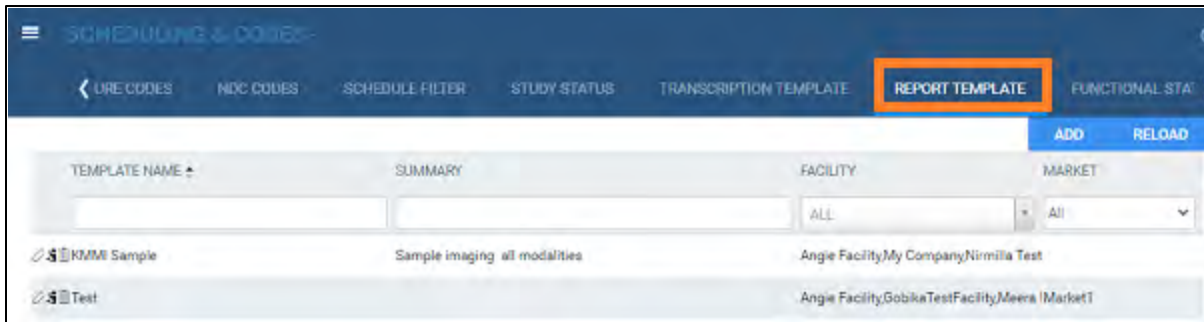 SCHEDULING & CODES
URE CODES NDC CODES SCHEDULE FILTER STUDY STATUS TRANSCRIPTION TEMPLATE REPORT TEMPLATE FUNCTIONAL STAT
ADD RELOAD
TEMPLATE NAME SUMMARY FACILITY MARKET
ALL All
KMMI Sample Sample imaging all modalities Angie Facility,My Company,Nirmilla Test
Test Angie Facility,GobikaTestFacility,Meera Market1